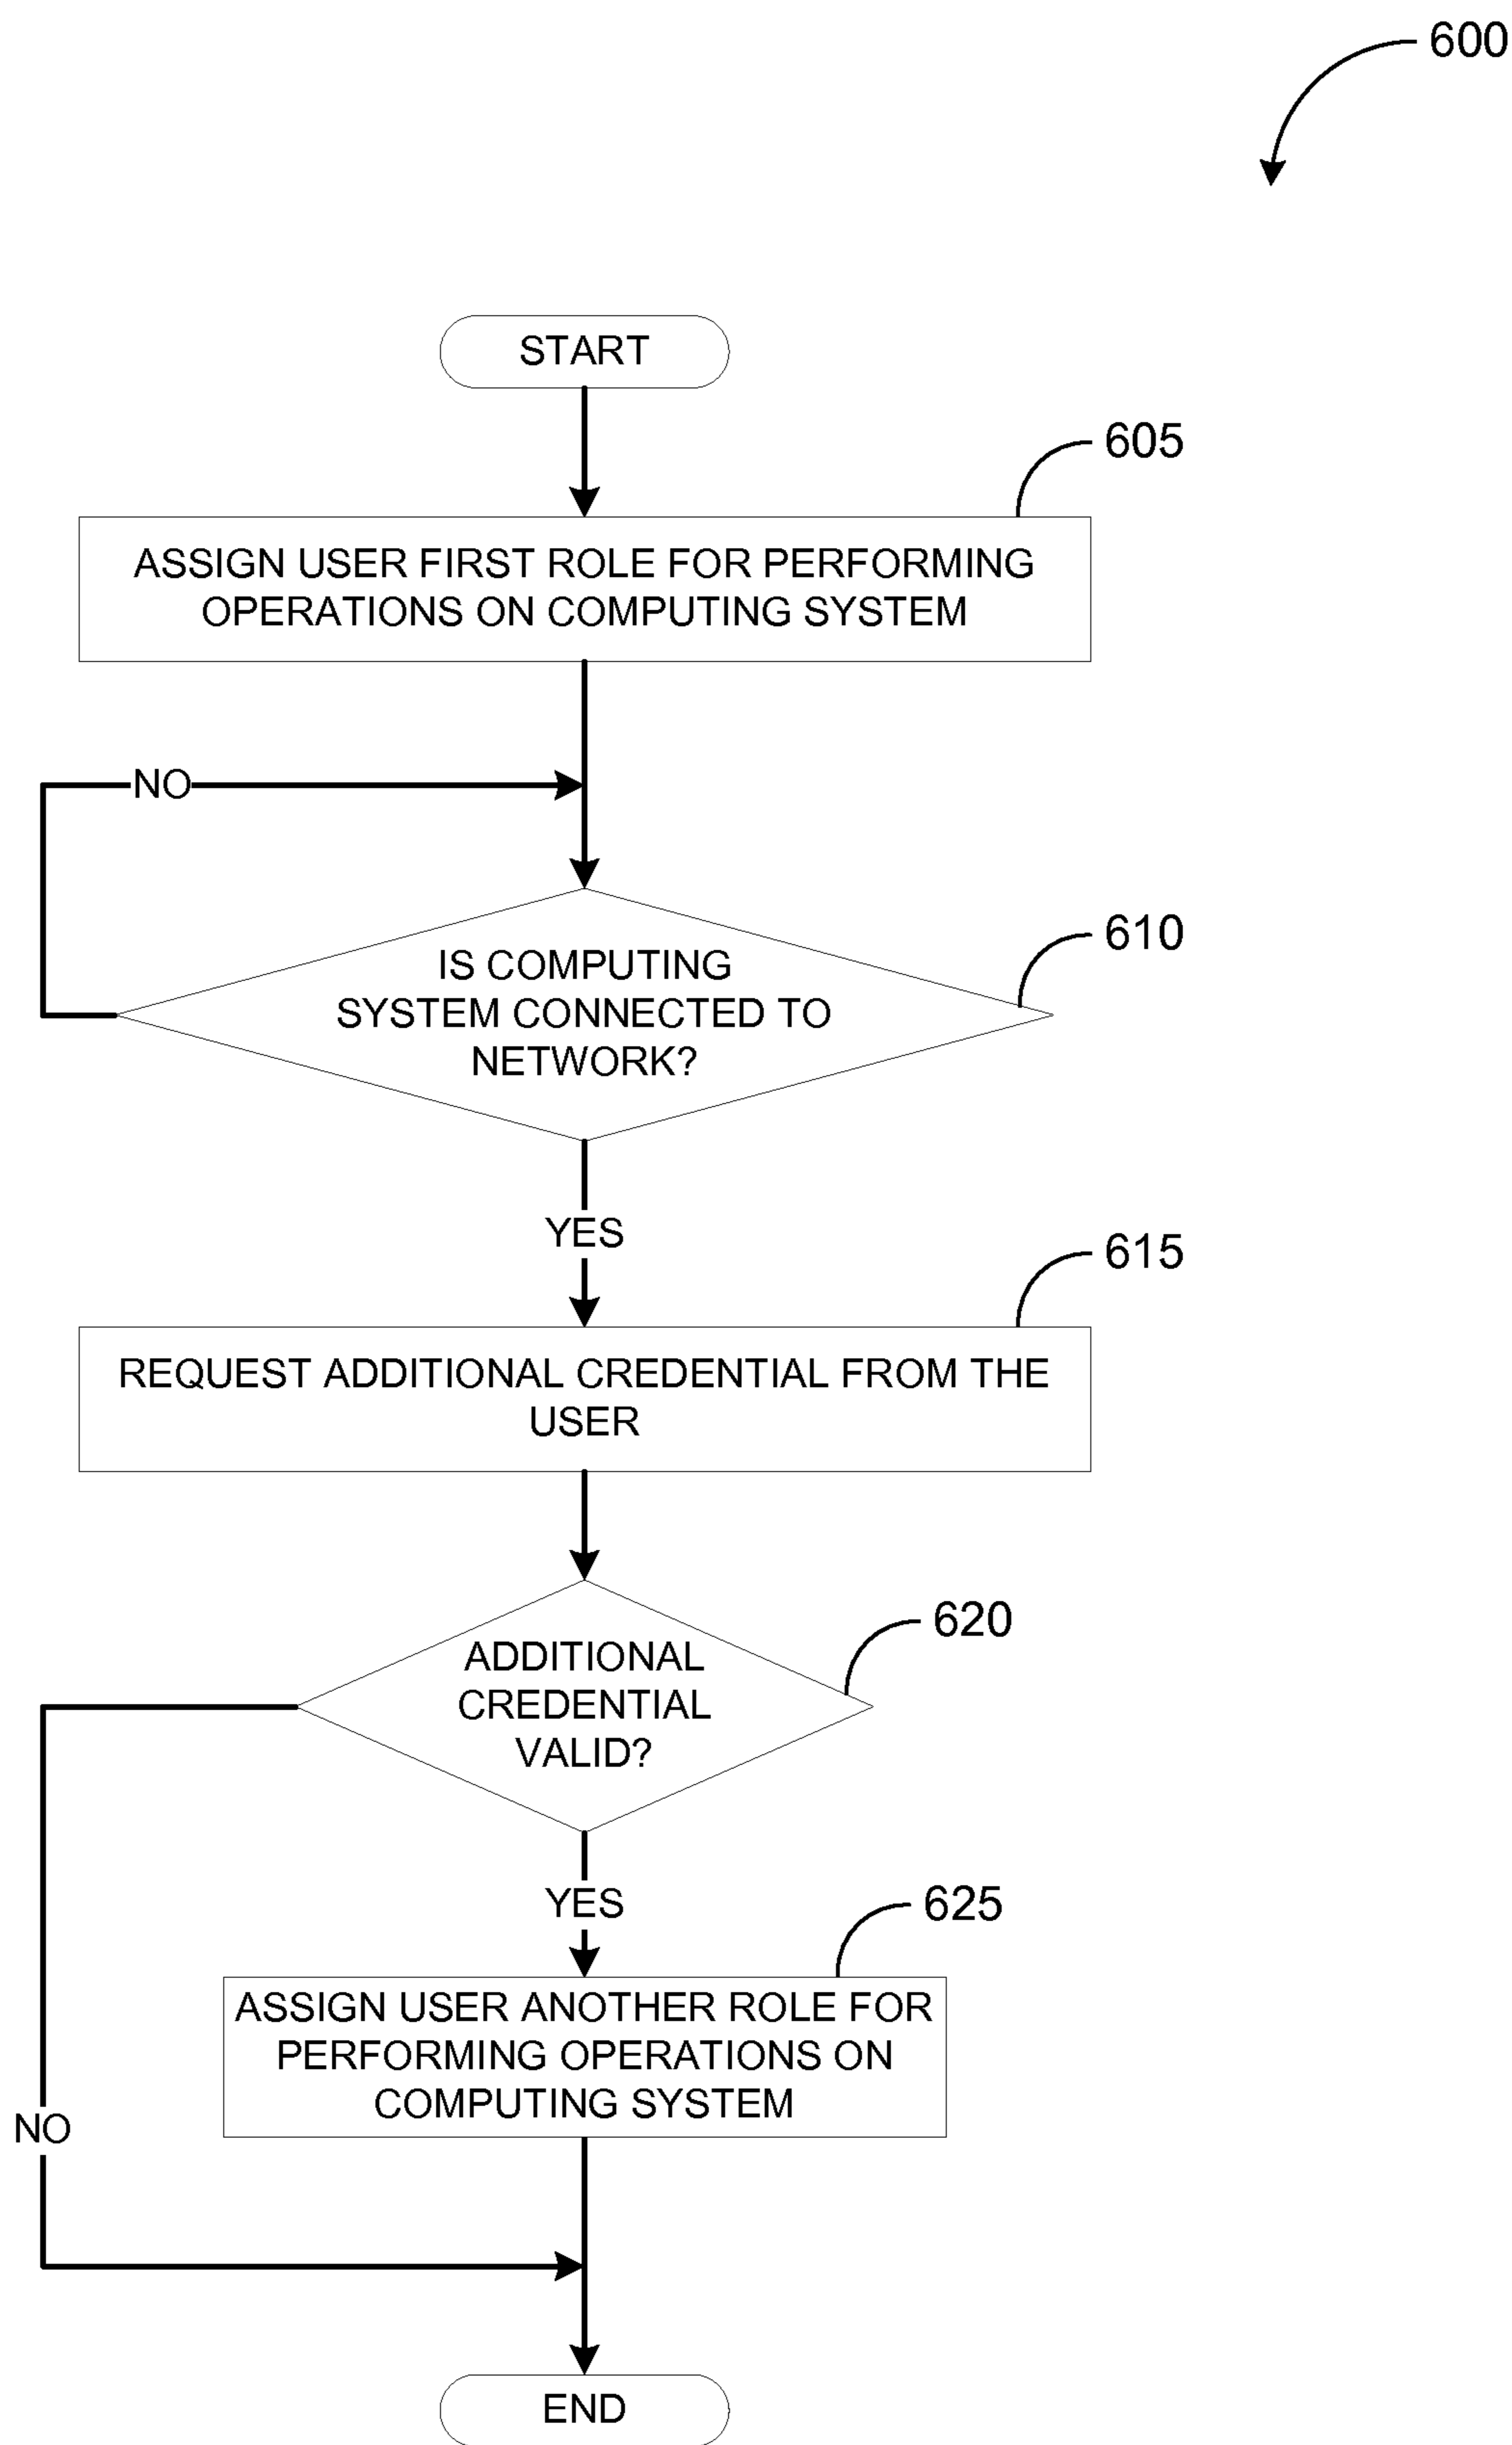 600
START
605
ASSIGN USER FIRST ROLE FOR PERFORMING
OPERATIONS ON COMPUTING SYSTEM
NO
610
IS COMPUTING
SYSTEM CONNECTED TO
NETWORK?
YES
615
REQUEST ADDITIONAL CREDENTIAL FROM THE
USER
620
ADDITIONAL
CREDENTIAL
VALID?
YES
625
ASSIGN USER ANOTHER ROLE FOR
PERFORMING OPERATIONS ON
COMPUTING SYSTEM
NO
END